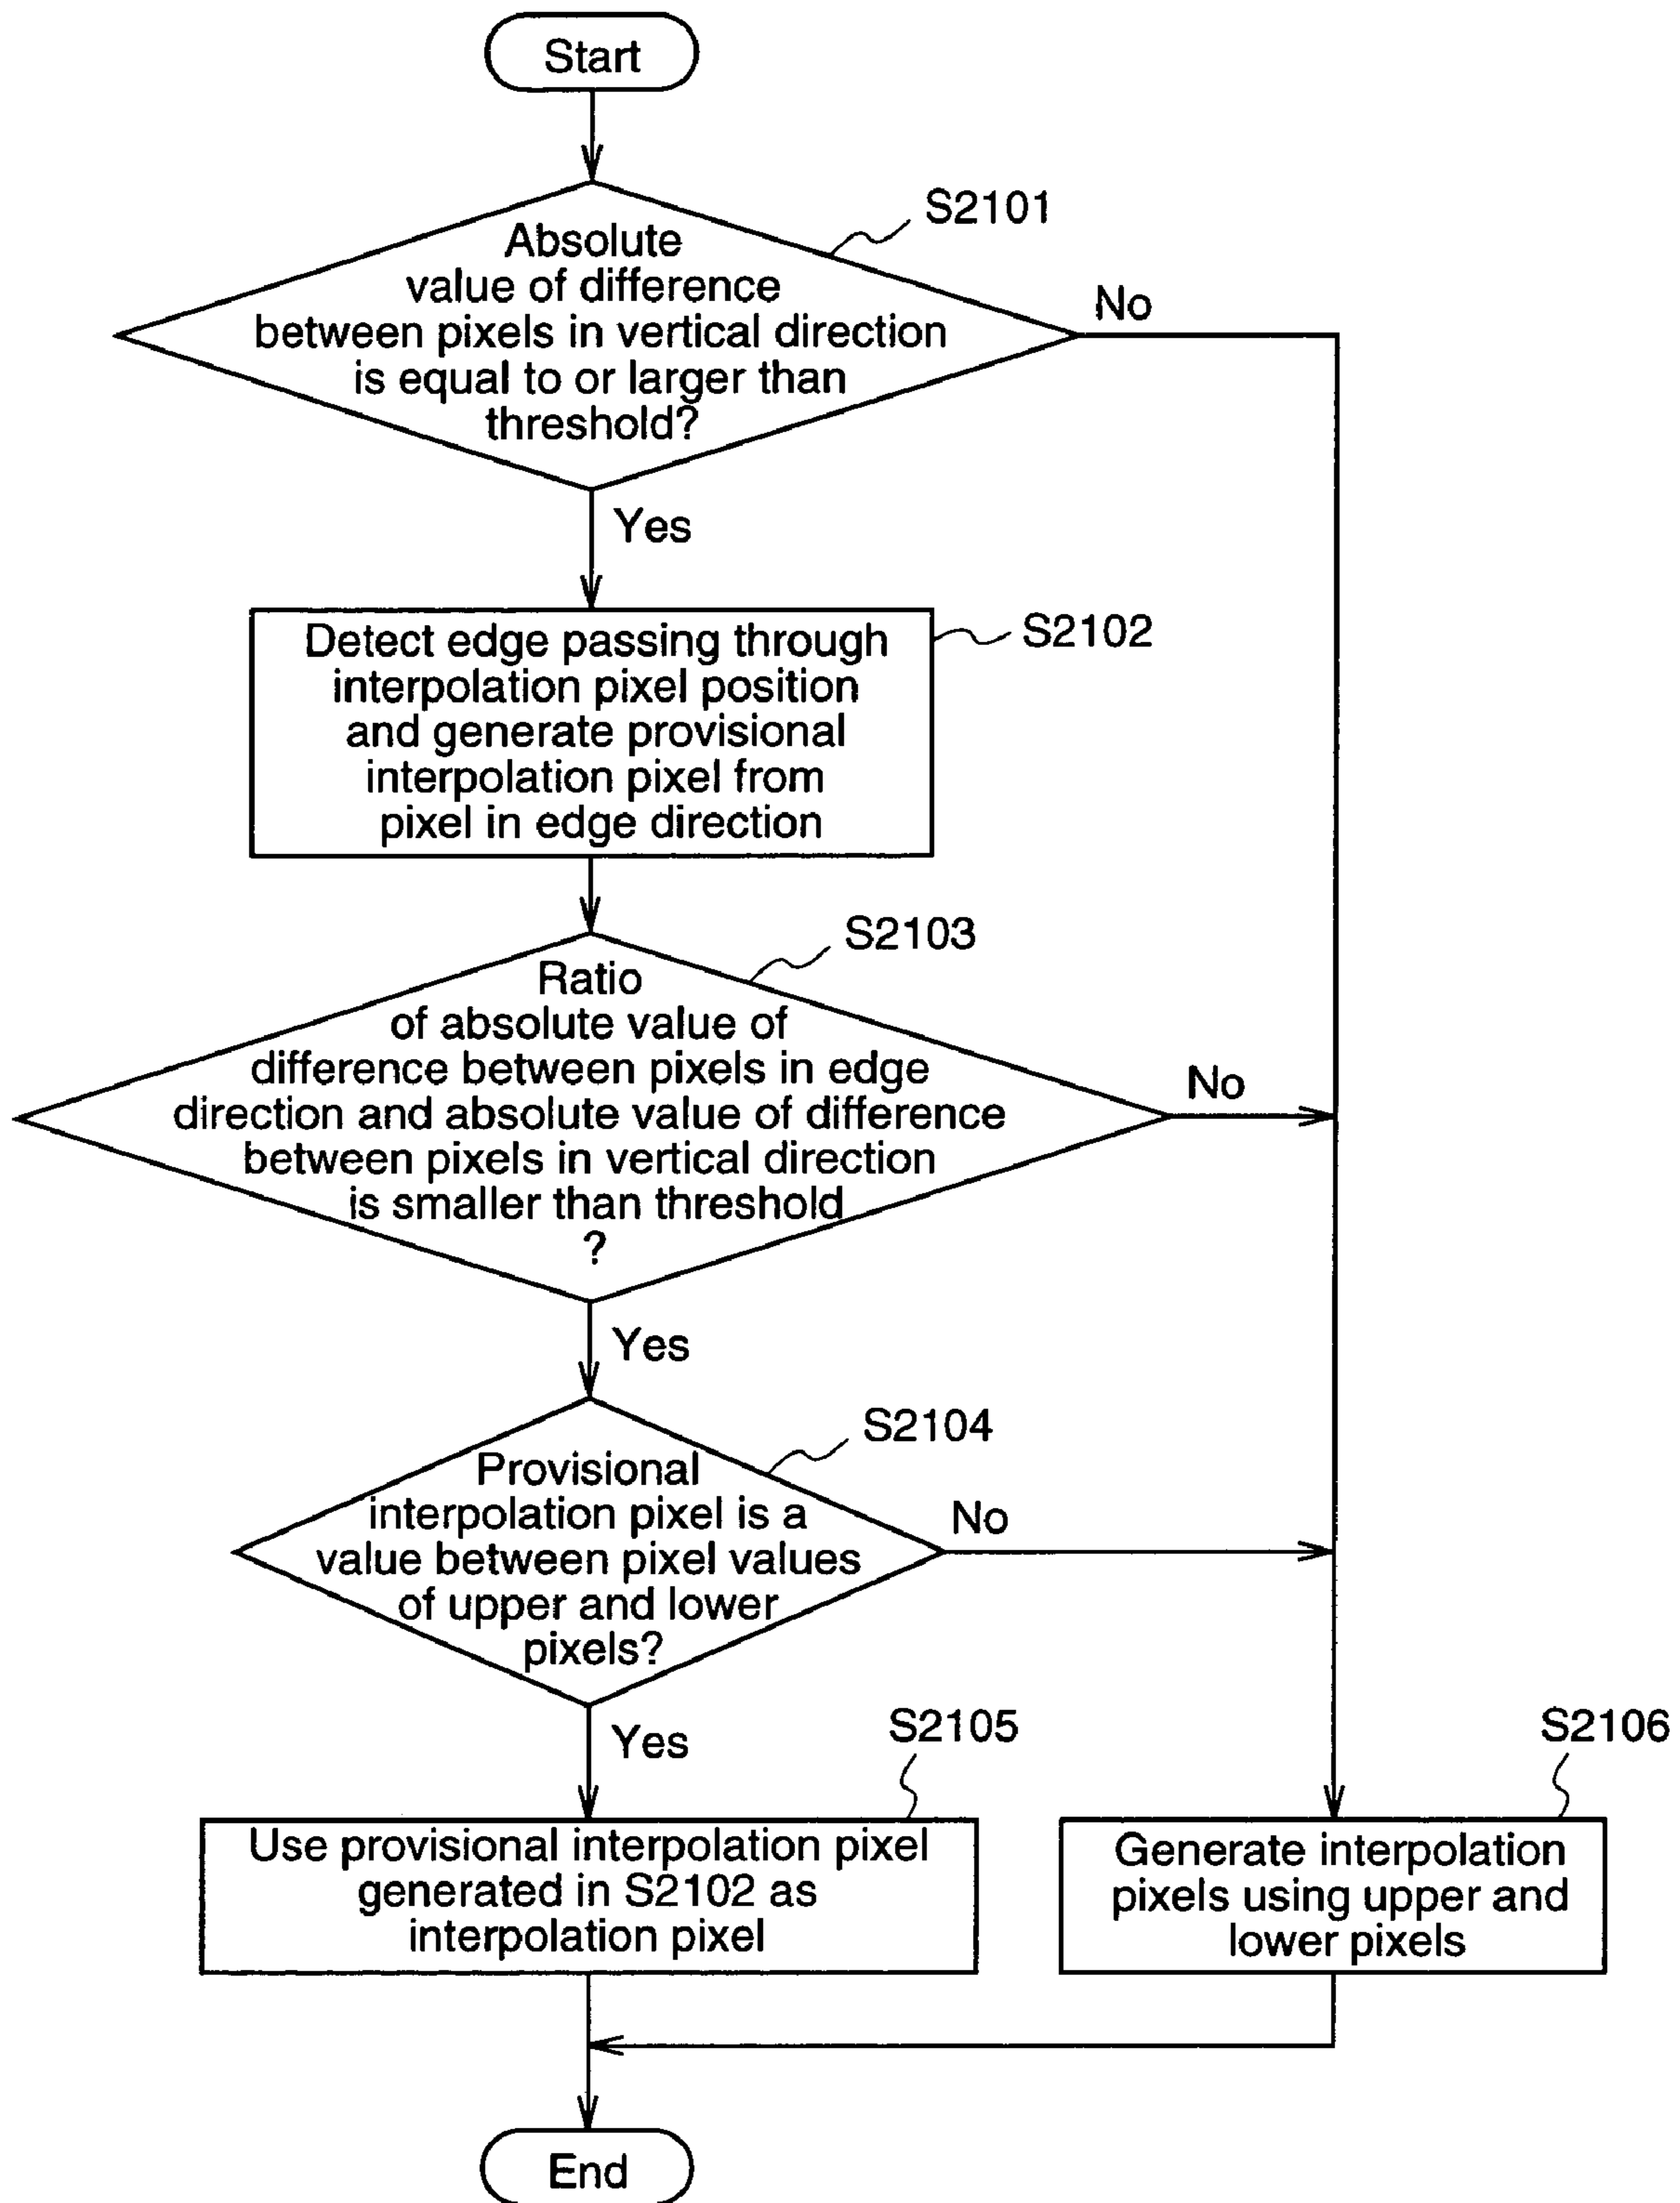 Start
S2101
Absolute
value of difference
between pixels in vertical direction
is equal to or larger than
threshold?
No
Yes
S2102
Detect edge passing through
interpolation pixel position
and generate provisional
interpolation pixel from
pixel in edge direction
S2103
Ratio
of absolute value of
difference between pixels in edge
direction and absolute value of difference
between pixels in vertical direction
is smaller than threshold
?
No
Yes
S2104
Provisional
interpolation pixel is a
value between pixel values
of upper and lower
pixels?
No
Yes
S2105
Use provisional interpolation pixel
generated in S2102 as
interpolation pixel
S2106
Generate interpolation
pixels using upper and
lower pixels
End